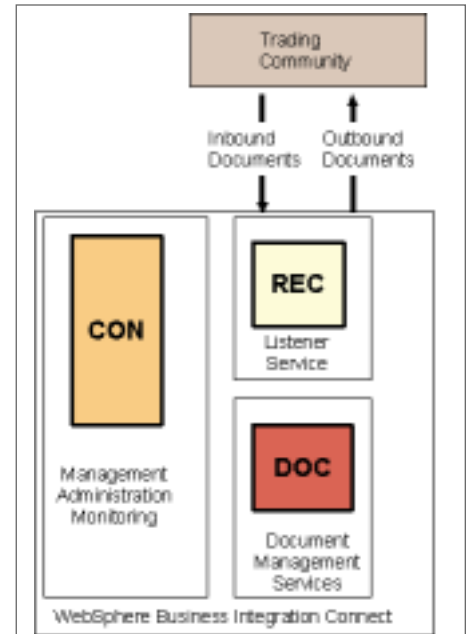 Trading
Community
Inbound
Documents
Outbound
Documents
CON
Management
Administration
Monitoring
REC
Listener
Service
DOC
Document
Management
Services
WebSphere Business Integration Connect